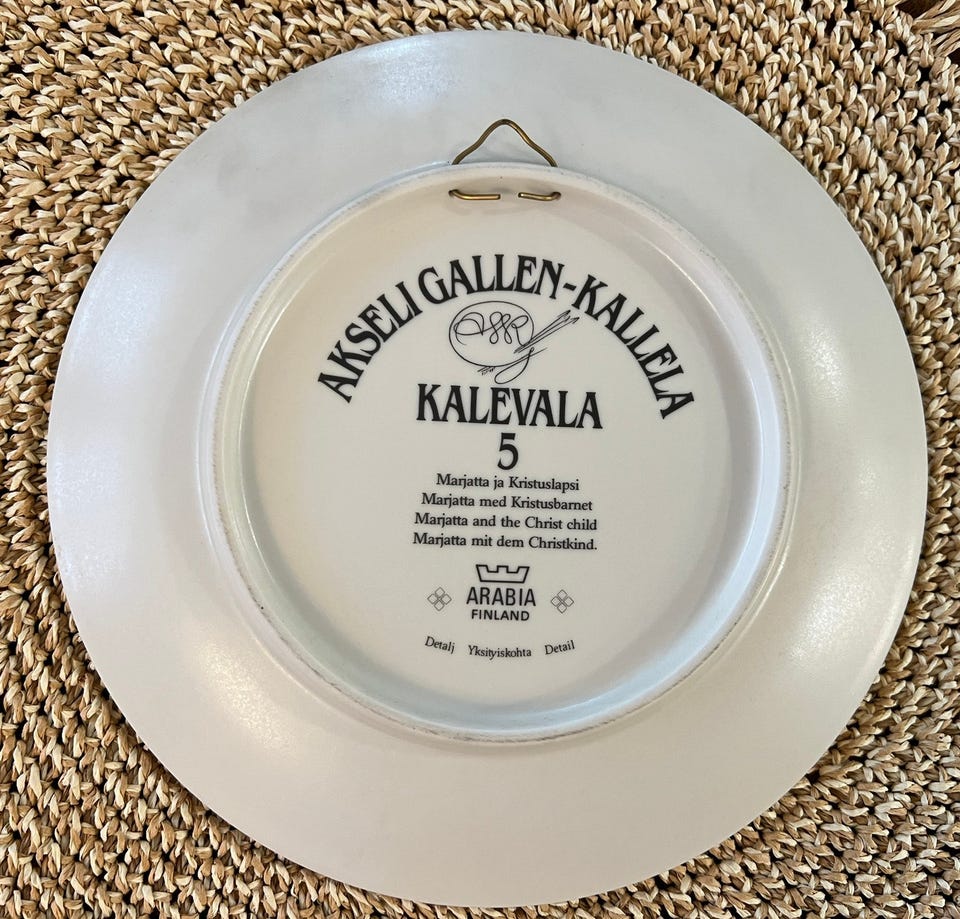 AKSELI GALLEN-KALLELA
KALEVALA
5
Marjatta ja Kristuslapsi
Marjatta med Kristusbarnet
Marjatta and the Christ child
Marjatta mit dem Christkind.
ARABIA
FINLAND
Detalj Yksityiskohta Detail